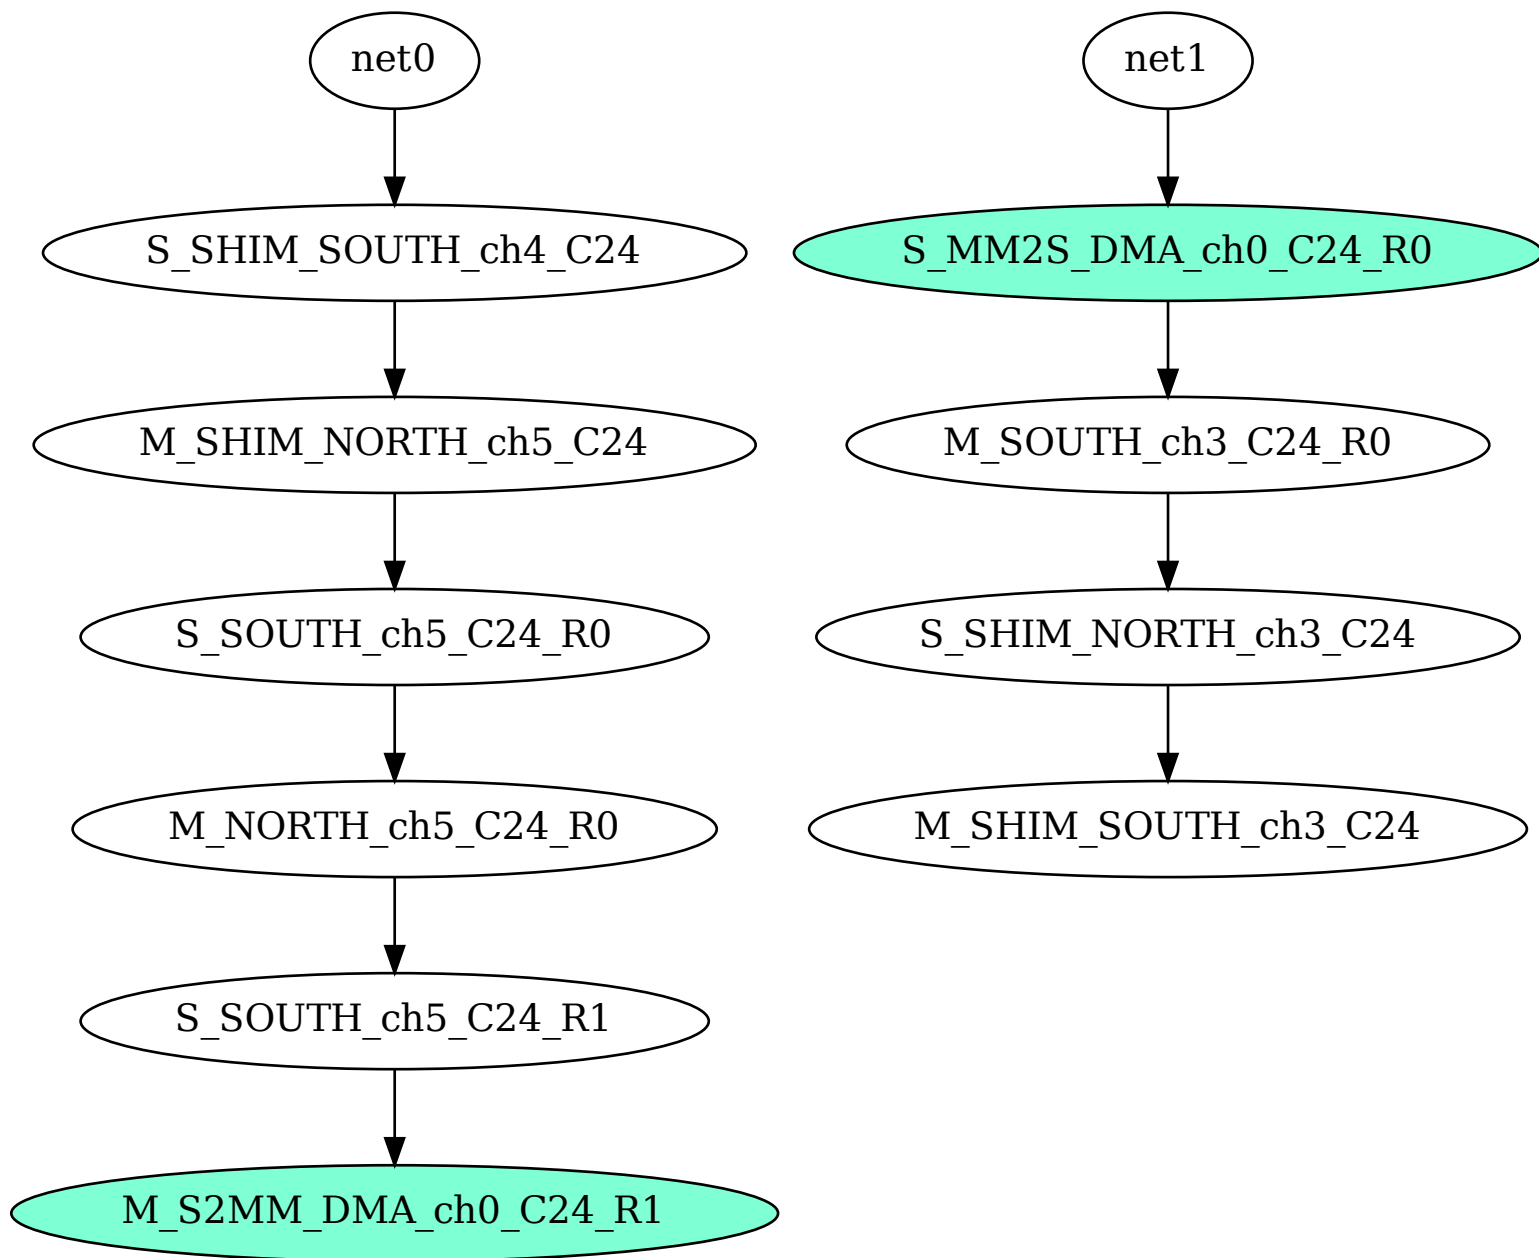 net0
S_SHIM_SOUTH_ch4_C24
M_SHIM_NORTH_ch5_C24
S_SOUTH_ch5_C24_R0
M_NORTH_ch5_C24_R0
S_SOUTH_ch5_C24_R1
M_S2MM_DMA_ch0_C24_R1
net1
S_MM2S_DMA_ch0_C24_R0
M_SOUTH_ch3_C24_R0
S_SHIM_NORTH_ch3_C24
M_SHIM_SOUTH_ch3_C24